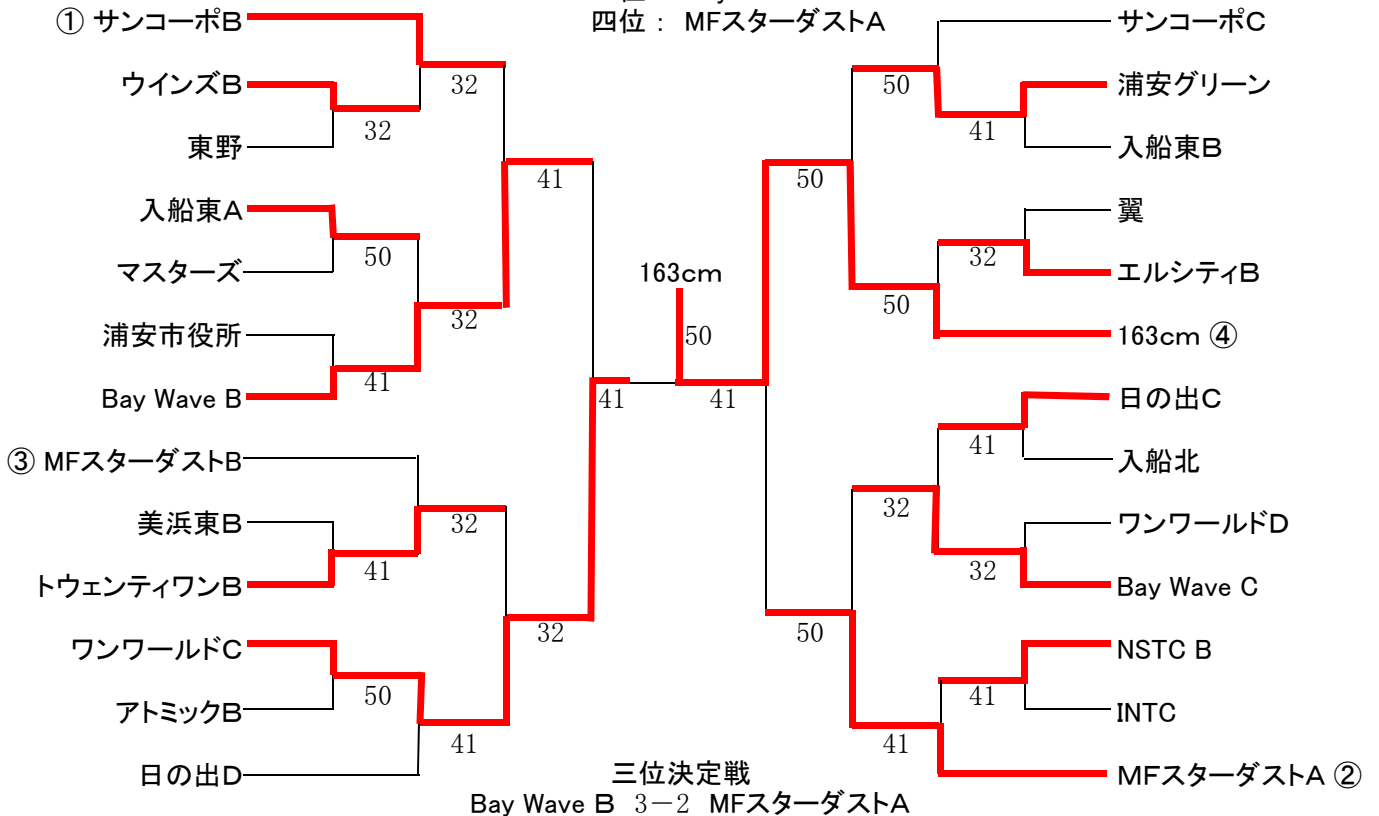 四位： MFスターダストA
① サンコーポB
ウインズB
東野
入船東A
マスターズ
浦安市役所
Bay Wave B
③ MFスターダストB
美浜東B
トウェンティワンB
ワンワールドC
アトミックB
日の出D
32
50
41
41
50
32
32
32
41
41
32
41
163cm
50
41
50
50
50
50
32
41
41
32
41
32
41
サンコーポC
浦安グリーン
入船東B
翼
エルシティB
163cm ④
日の出C
入船北
ワンワールドD
Bay Wave C
NSTC B
INTC
MFスターダストA ②
三位決定戦
Bay Wave B 3－2 MFスターダストA